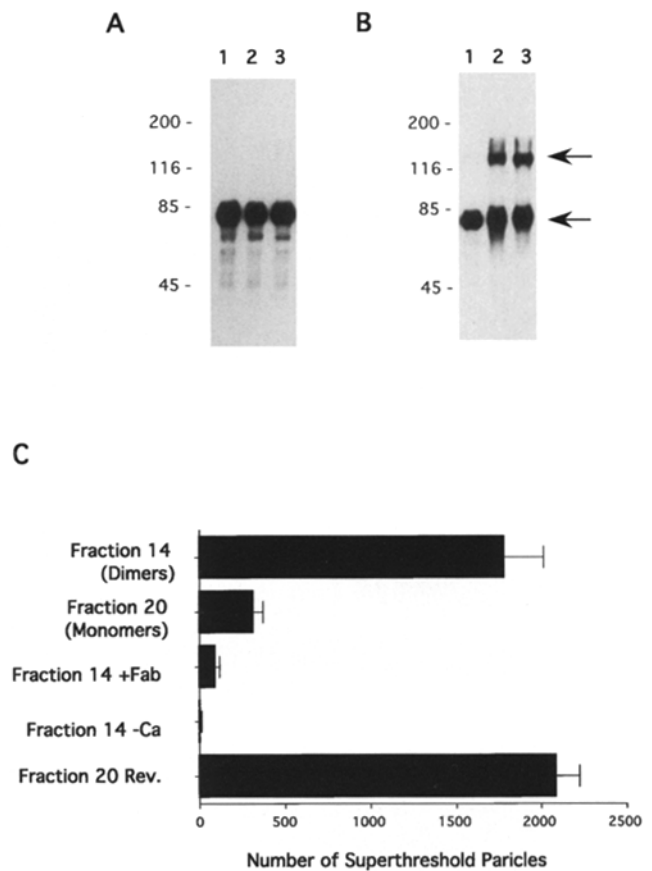 A
B
1 2 3
1 2 3
200 -
116 -
85 -
45 -
200 -
116 -
85 -
45 -
C
Fraction 14
(Dimers)
Fraction 20
(Monomers)
Fraction 14 +Fab
Fraction 14 -Ca
Fraction 20 Rev.
0 500 1000 1500 2000 2500
Number of Superthreshold Paricles